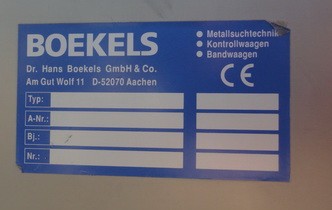 BOEKELS
Dr. Hans Boekels GmbH & Co.
Am Gut Wolf 11 D-52070 Aachen
• Metallsuchtechnik
• Kontrollwaagen
• Bandwaagen
CE
Typ:
A-Nr.:
Bj.:
Nr.: